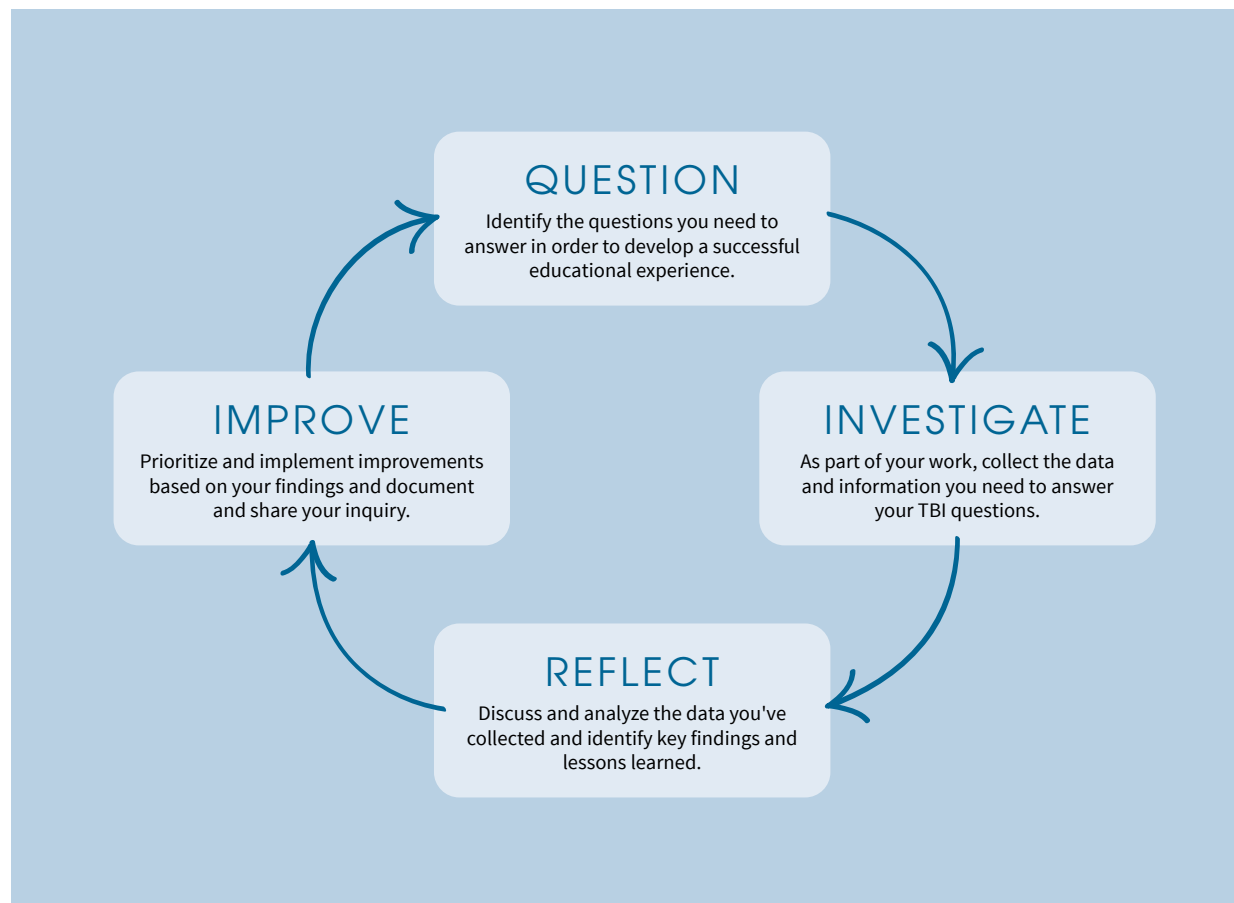 QUESTION
Identify the questions you need to
answer in order to develop a successful
educational experience.
INVESTIGATE
As part of your work, collect the data
and information you need to answer
your TBI questions.
REFLECT
Discuss and analyze the data you've
collected and identify key findings and
lessons learned.
IMPROVE
Prioritize and implement improvements
based on your findings and document
and share your inquiry.